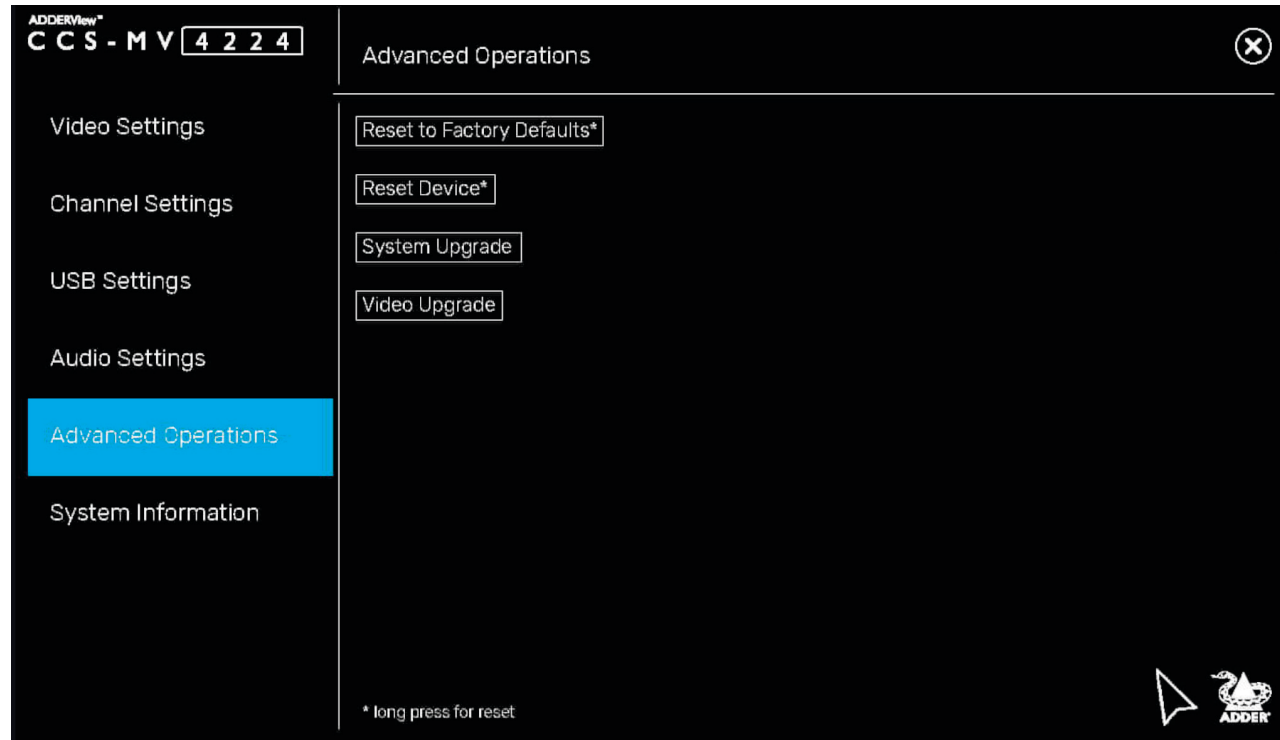 ADDERView™
CCS-MV 4224
Advanced Operations
Video Settings
Channel Settings
USB Settings
Audio Settings
Advanced Operations
System Information
Reset to Factory Defaults*
Reset Device*
System Upgrade
Video Upgrade
* long press for reset
ADDER®